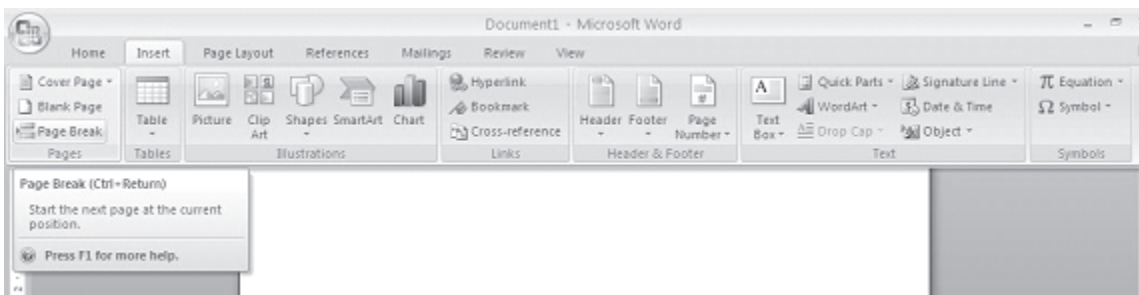 Document1 - Microsoft Word
Home Insert Page Layout References Mailings Review View
Cover Page
Blank Page
Page Break
Pages
Table
Tables
Picture Clip Art Shapes SmartArt Chart
Illustrations
Hyperlink
Bookmark
Cross-reference
Links
Header Footer Page Number
Header & Footer
A
Text Box
Quick Parts
WordArt
Drop Cap
Signature Line
Date & Time
Object
Text
π Equation
Ω Symbol
Symbols
Page Break (Ctrl+Return)
Start the next page at the current
position.
Press F1 for more help.